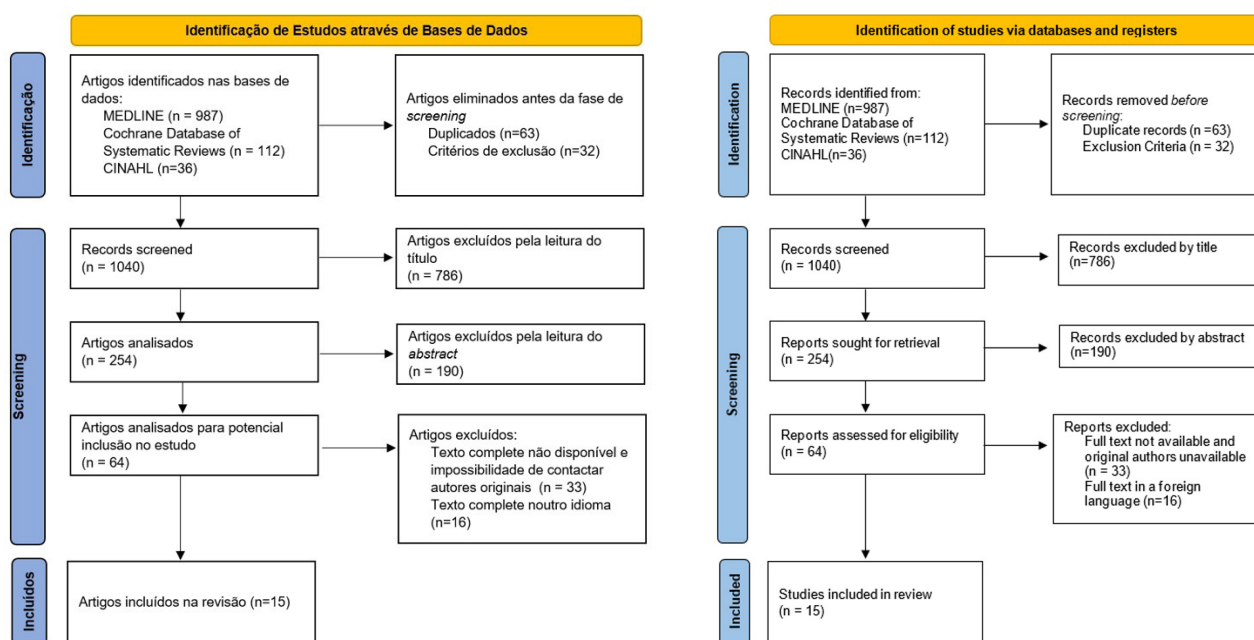 Identificação de Estudos através de Bases de Dados
Identificação
Artigos identificados nas bases de
dados:
MEDLINE (n = 987)
Cochrane Database of
Systematic Reviews (n = 112)
CINAHL (n=36)
Artigos eliminados antes da fase de
screening
Duplicados (n=63)
Critérios de exclusão (n=32)
Screening
Records screened
(n = 1040)
Artigos excluídos pela leitura do
título
(n = 786)
Artigos analisados
(n = 254)
Artigos excluídos pela leitura do
abstract
(n = 190)
Artigos analisados para potencial
inclusão no estudo
(n = 64)
Artigos excluídos:
Texto complete não disponível e
impossibilidade de contactar
autores originais (n = 33)
Texto complete noutro idioma
(n=16)
Incluídos
Artigos incluídos na revisão (n=15)
Identification of studies via databases and registers
Identification
Records identified from:
MEDLINE (n=987)
Cochrane Database of
Systematic Reviews (n=112)
CINAHL(n=36)
Records removed before
screening:
Duplicate records (n =63)
Exclusion Criteria (n = 32)
Screening
Records screened
(n = 1040)
Records excluded by title
(n=786)
Reports sought for retrieval
(n = 254)
Records excluded by abstract
(n=190)
Reports assessed for eligibility
(n = 64)
Reports excluded:
Full text not available and
original authors unavailable
(n = 33)
Full text in a foreign
language (n=16)
Included
Studies included in review
(n = 15)